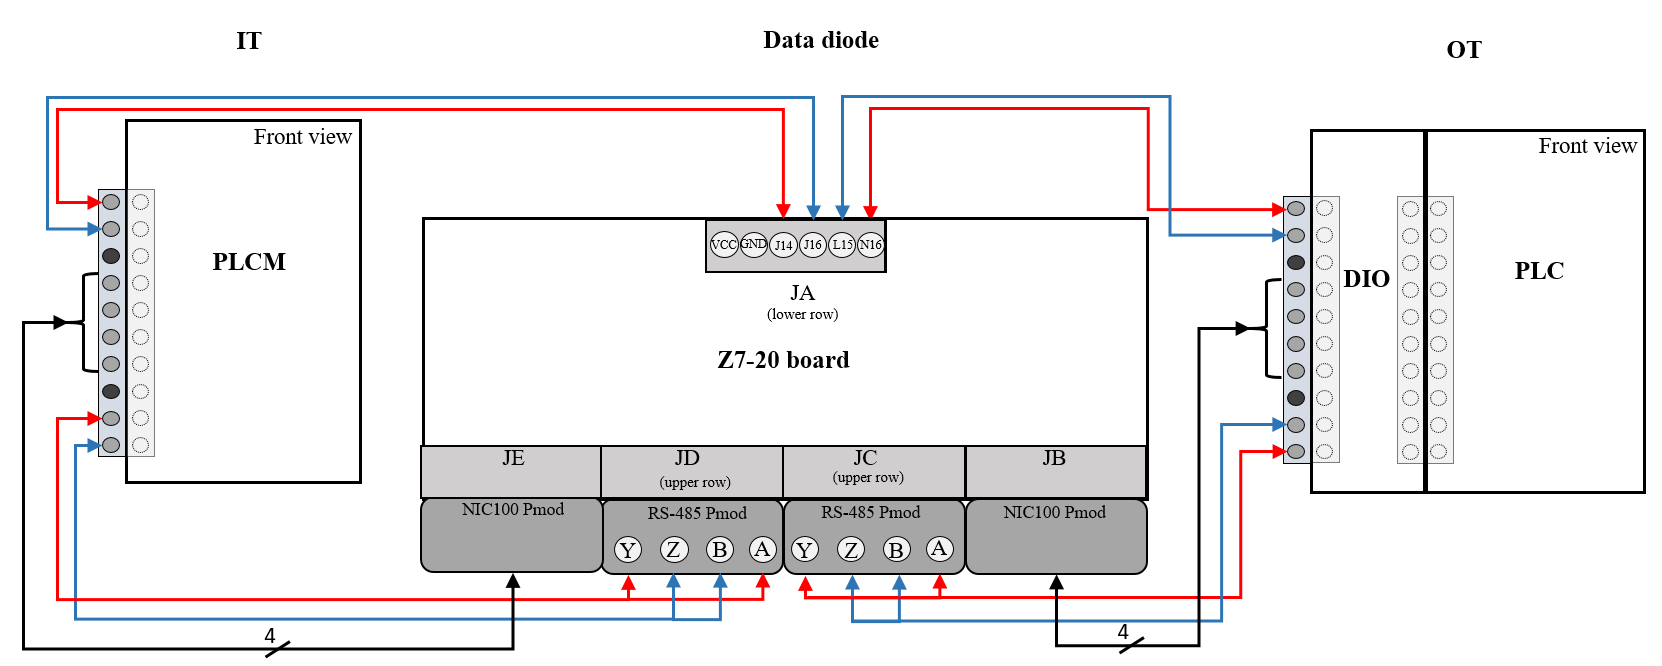 IT
Data diode
OT
Front view
Front view
PLCM
VCC
GND
J14
J16
L15
N16
JA
(lower row)
Z7-20 board
DIO
PLC
JE
JD
(upper row)
JC
(upper row)
JB
NIC100 Pmod
RS-485 Pmod
RS-485 Pmod
NIC100 Pmod
Y
Z
B
A
Y
Z
B
A
4
4